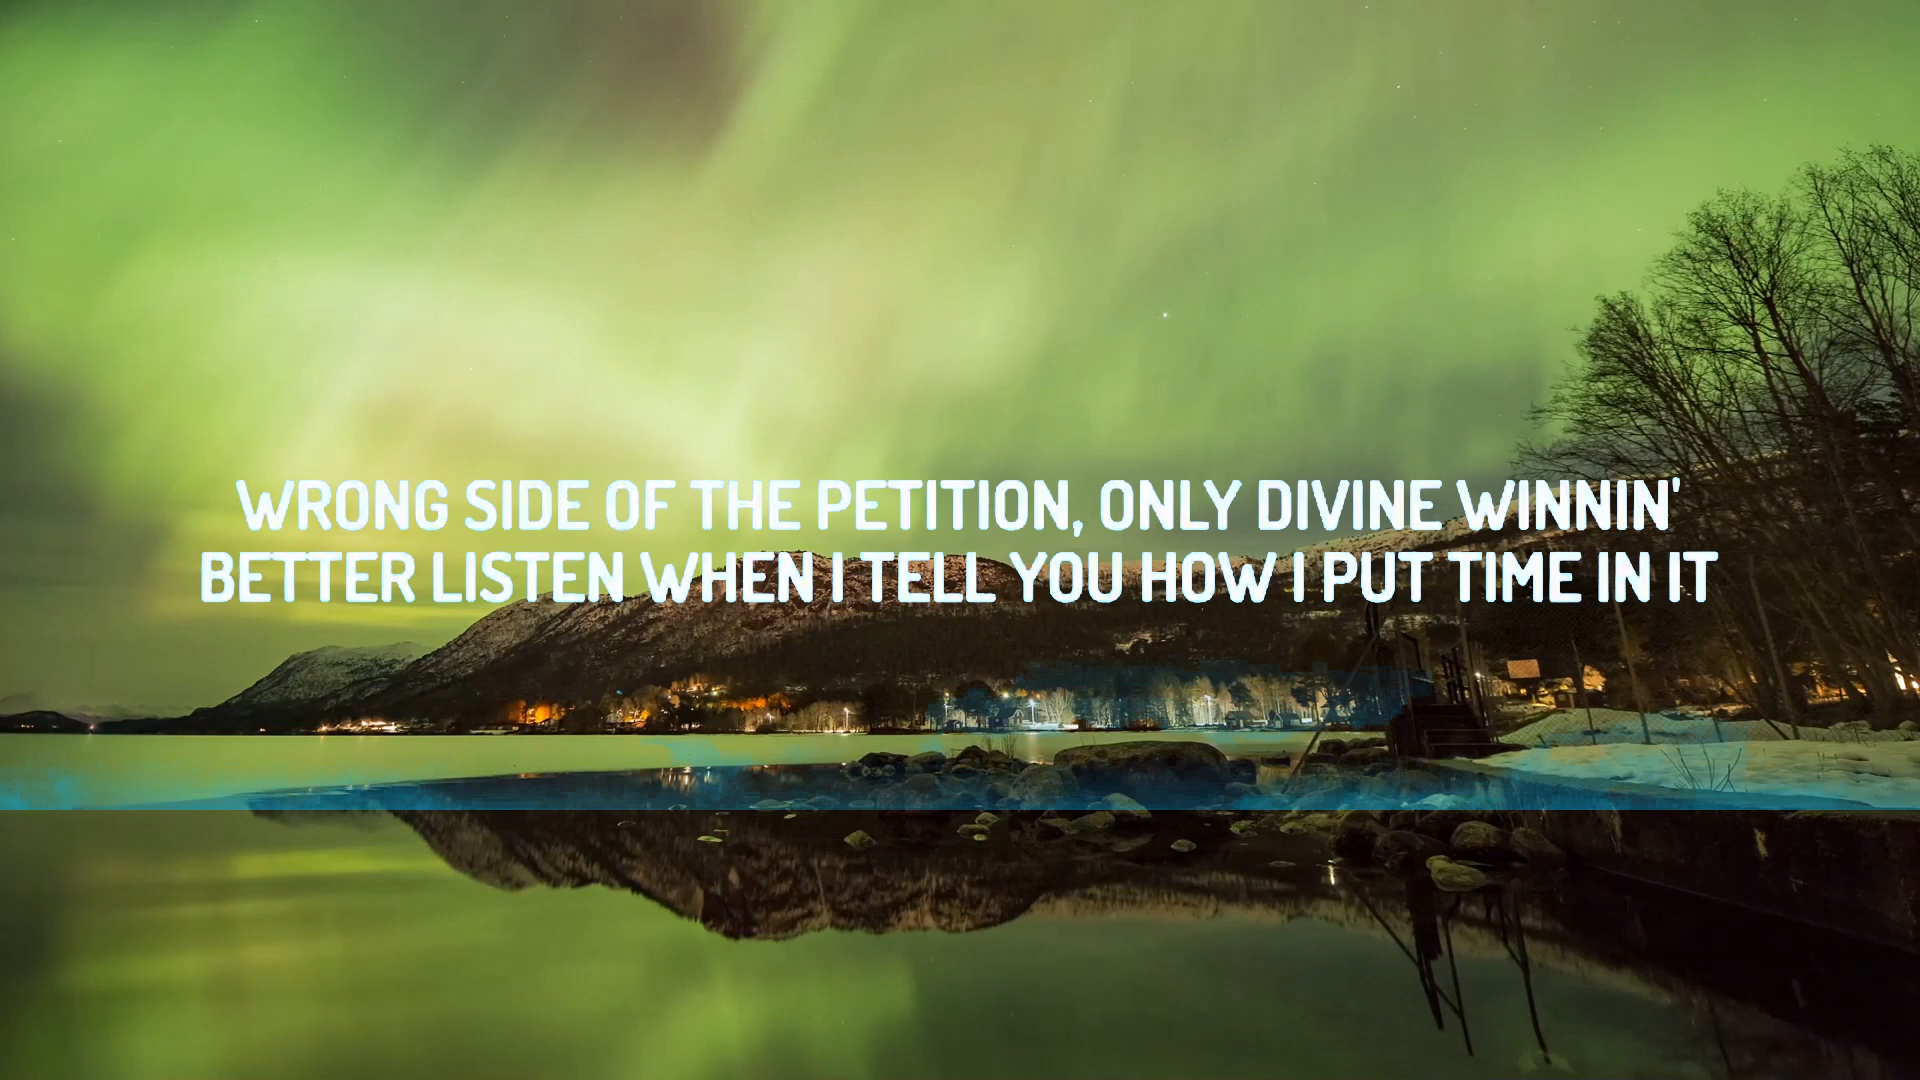 WRONG SIDE OF THE PETITION, ONLY DIVINE WINNIN'
BETTER LISTEN WHEN I TELL YOU HOW I PUT TIME IN IT